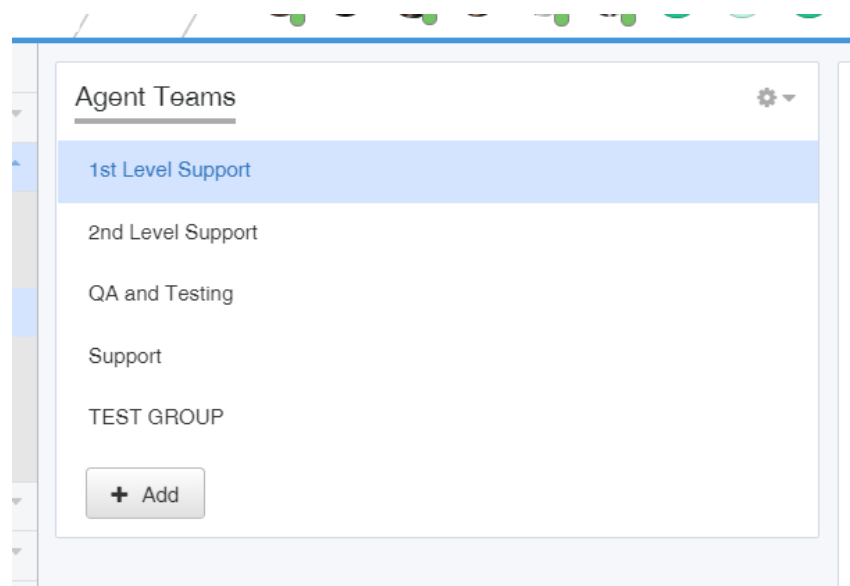 Agent Teams
1st Level Support
2nd Level Support
QA and Testing
Support
TEST GROUP
Add